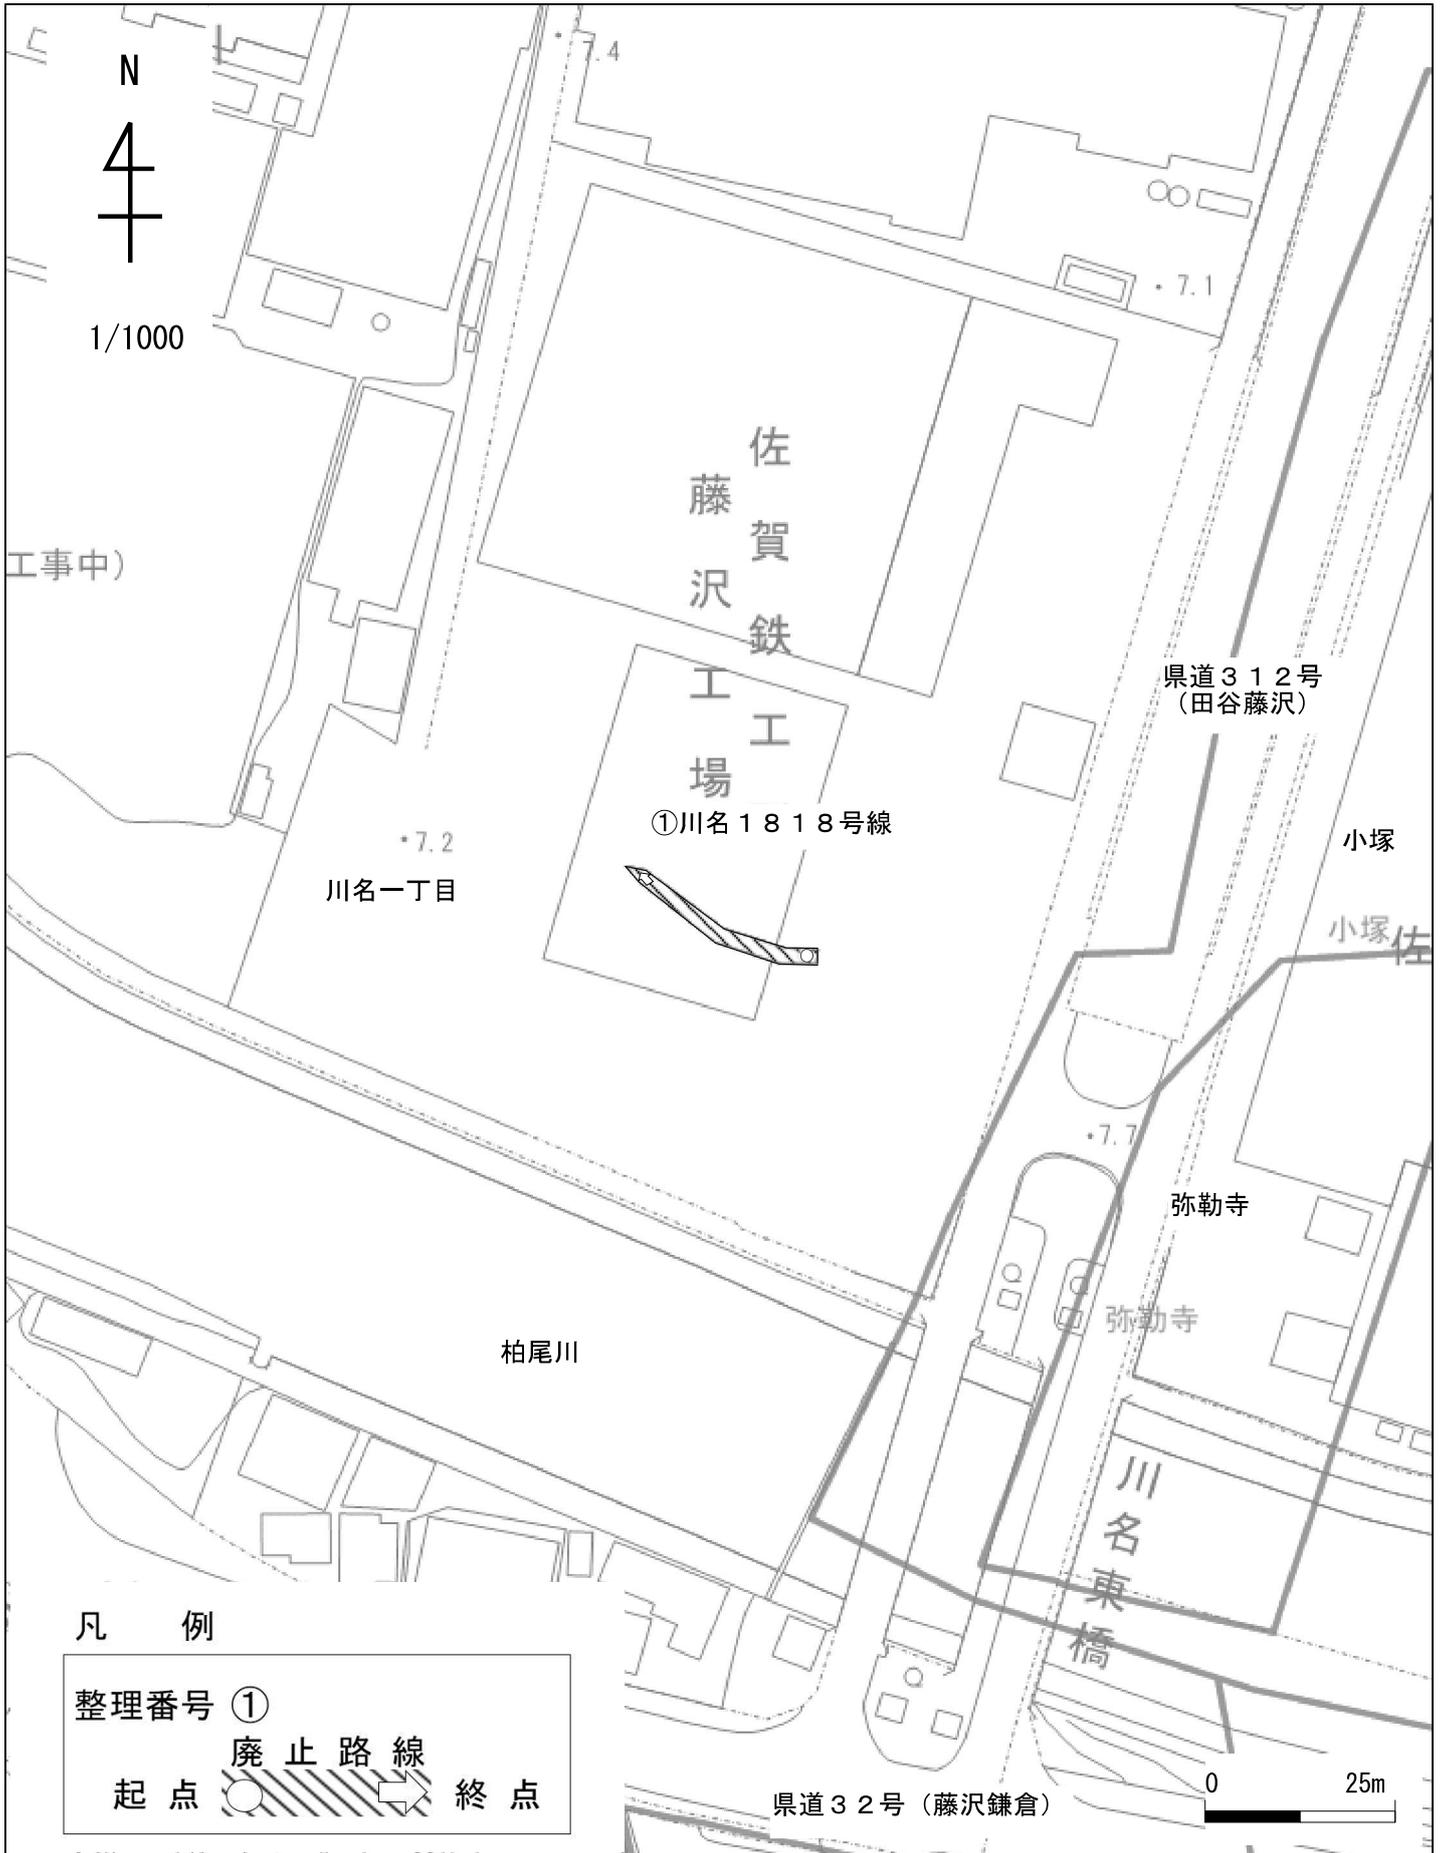 N
1/1000
7.4
7.1
佐賀鉄工
藤沢工場
工事中）
県道３１２号
（田谷藤沢）
①川名１８１８号線
小塚
7.2
川名一丁目
小塚
佐
7.7
弥勒寺
弥勒寺
柏尾川
川名東橋
凡　例
整理番号 ①
廃止路線
起点
終点
県道３２号（藤沢鎌倉）
0
25m